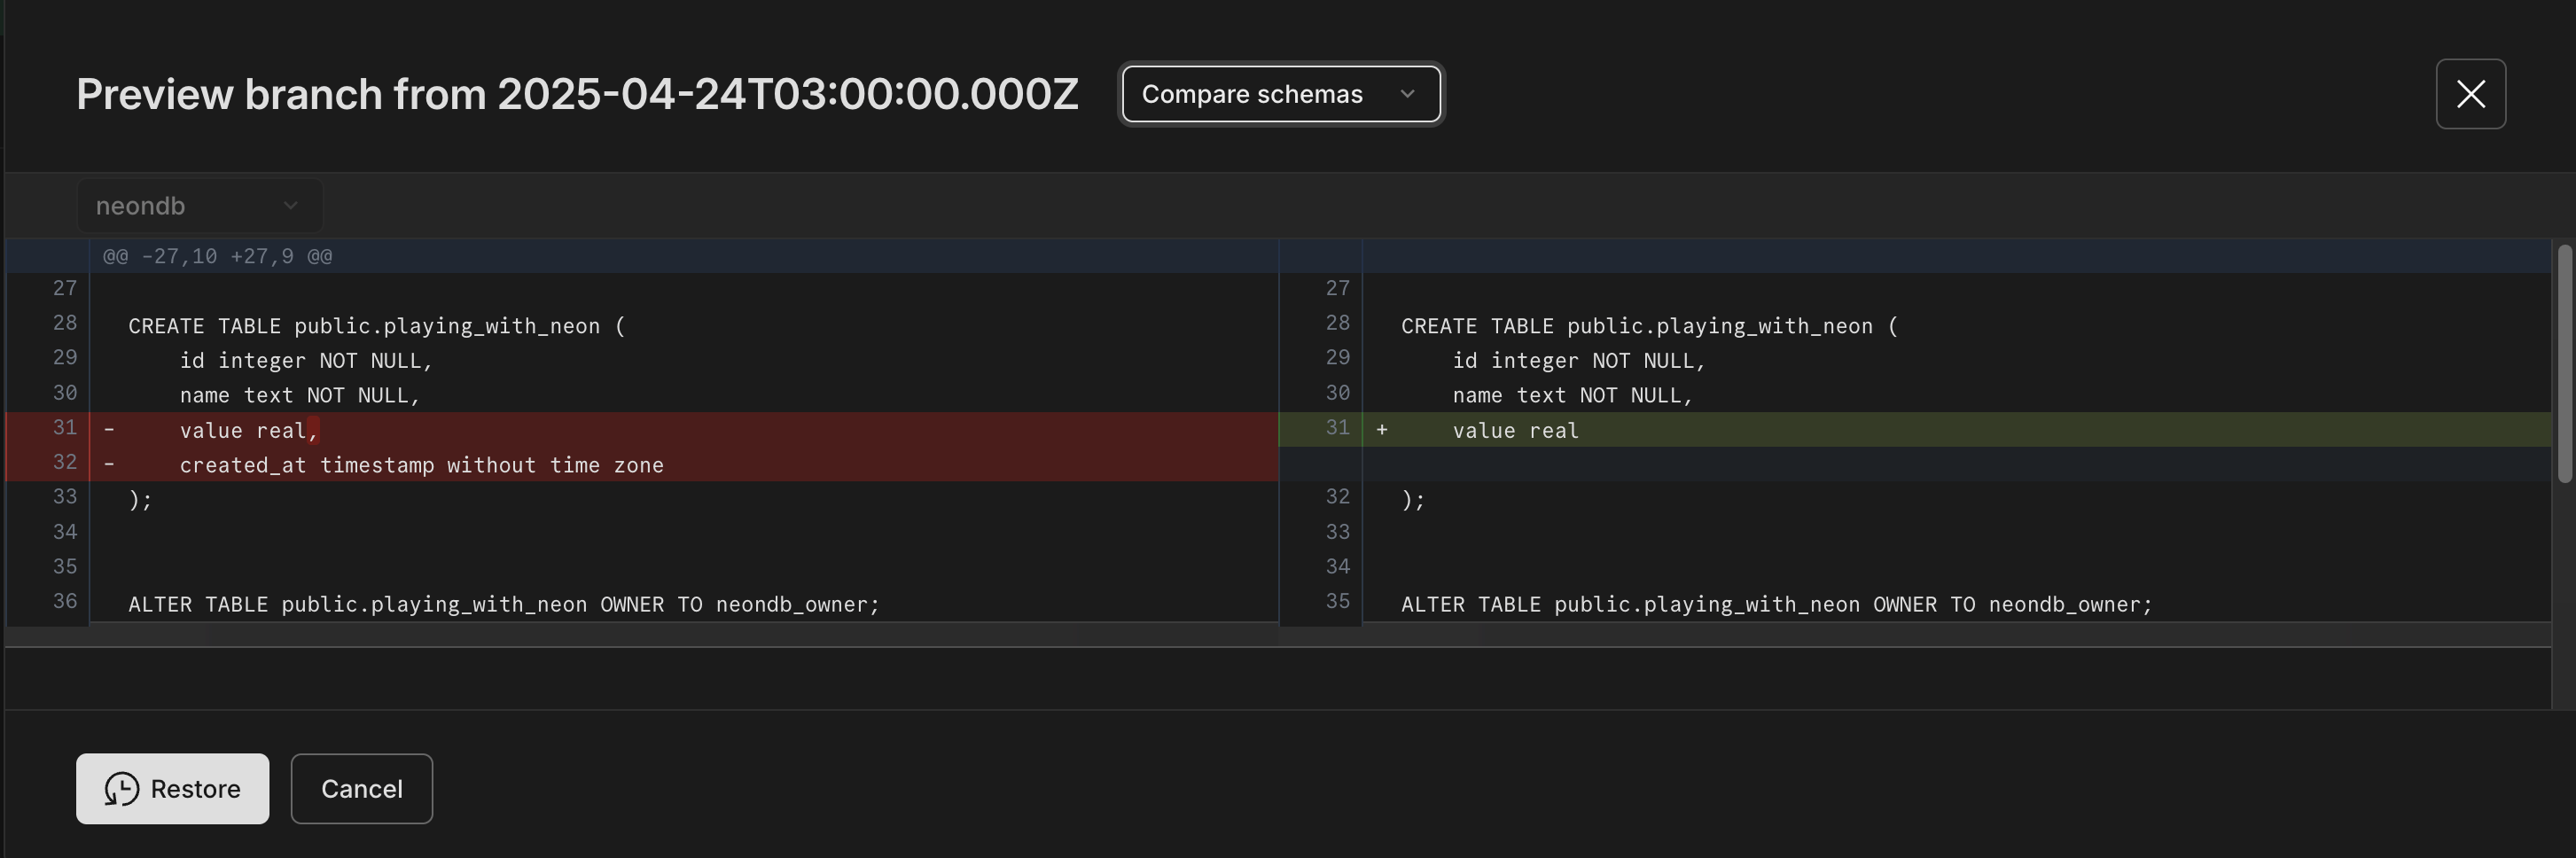 Preview branch from 2025-04-24T03:00:00.000Z
Compare schemas
neondb
@@ -27,10 +27,9 @@
27
28 CREATE TABLE public.playing_with_neon (
29 id integer NOT NULL,
30 name text NOT NULL,
31 - value real,
32 - created_at timestamp without time zone
33 );
34
35
36 ALTER TABLE public.playing_with_neon OWNER TO neondb_owner;
27
28 CREATE TABLE public.playing_with_neon (
29 id integer NOT NULL,
30 name text NOT NULL,
31 + value real
32 );
33
34
35 ALTER TABLE public.playing_with_neon OWNER TO neondb_owner;
Restore
Cancel